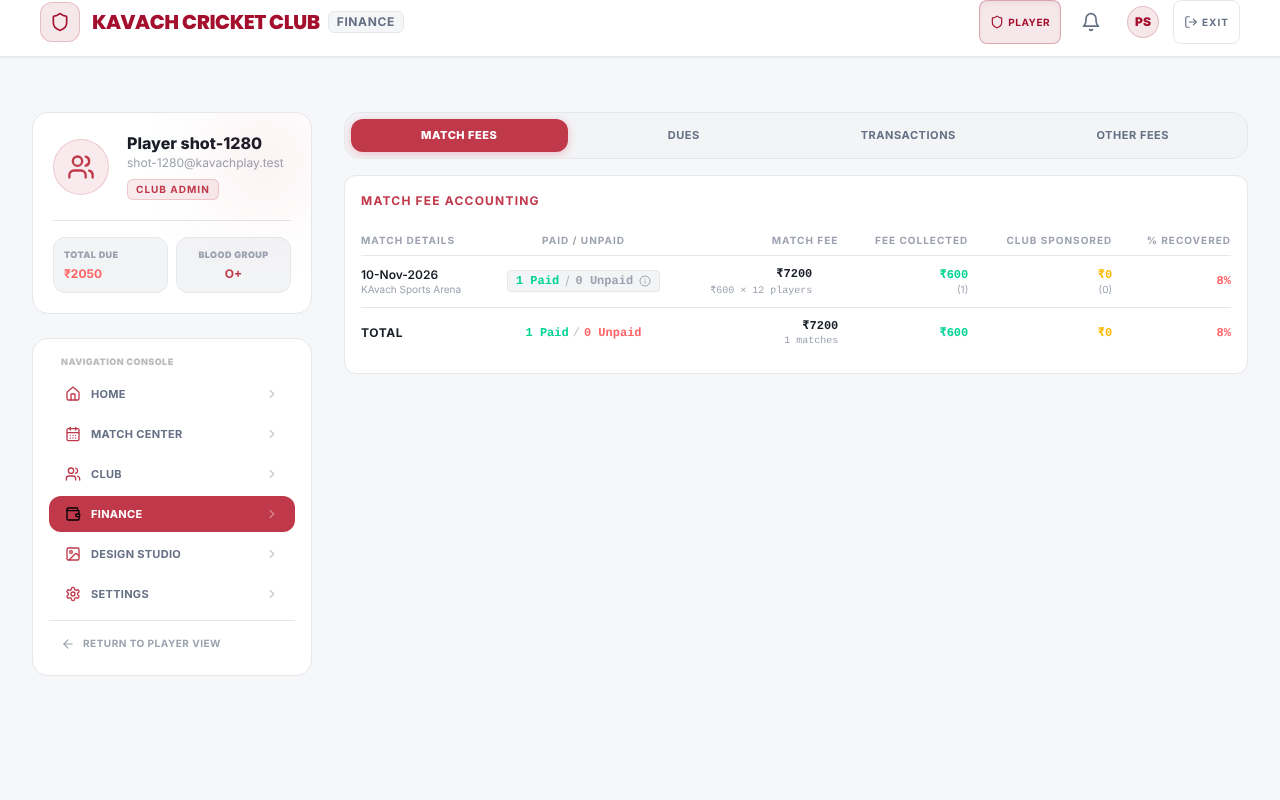 KAVACH CRICKET CLUB FINANCE PLAYER PS EXIT
Player shot-1280
shot-1280@kavachplay.test
CLUB ADMIN
TOTAL DUE
₹2050
BLOOD GROUP
O+
NAVIGATION CONSOLE
HOME
MATCH CENTER
CLUB
FINANCE
DESIGN STUDIO
SETTINGS
RETURN TO PLAYER VIEW
MATCH FEES DUES TRANSACTIONS OTHER FEES
MATCH FEE ACCOUNTING
MATCH DETAILS PAID / UNPAID MATCH FEE FEE COLLECTED CLUB SPONSORED % RECOVERED
10-Nov-2026 1 Paid / 0 Unpaid ₹7200 ₹600 ₹0 8%
KAvach Sports Arena ₹600 × 12 players (1) (0)
TOTAL 1 Paid / 0 Unpaid ₹7200 ₹600 ₹0 8%
1 matches